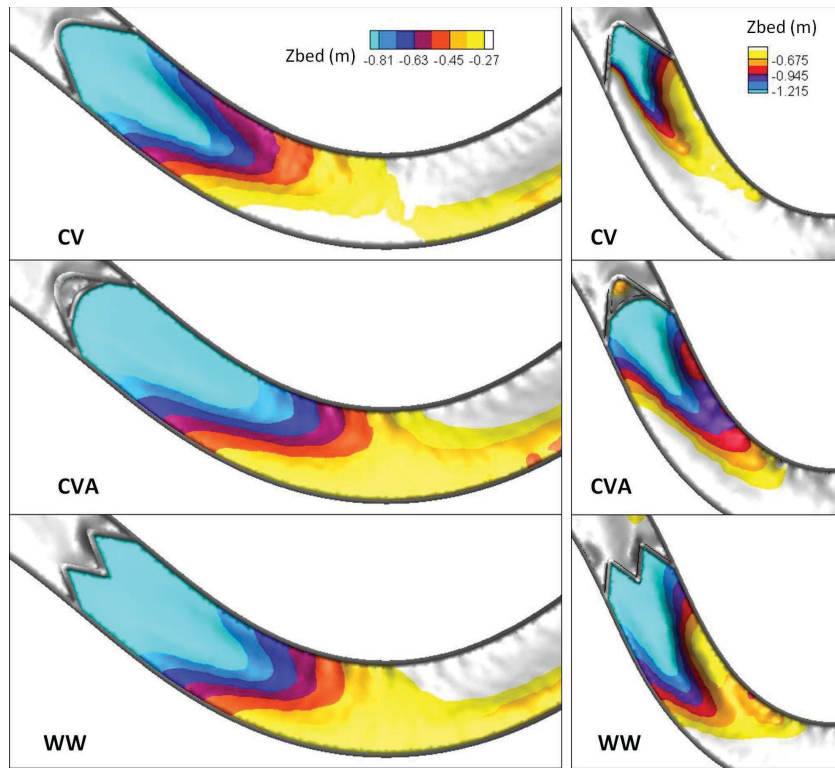 Zbed (m)
-0.81 -0.63 -0.45 -0.27
Zbed (m)
-0.675
-0.945
-1.215
CV
CV
CVA
CVA
WW
WW